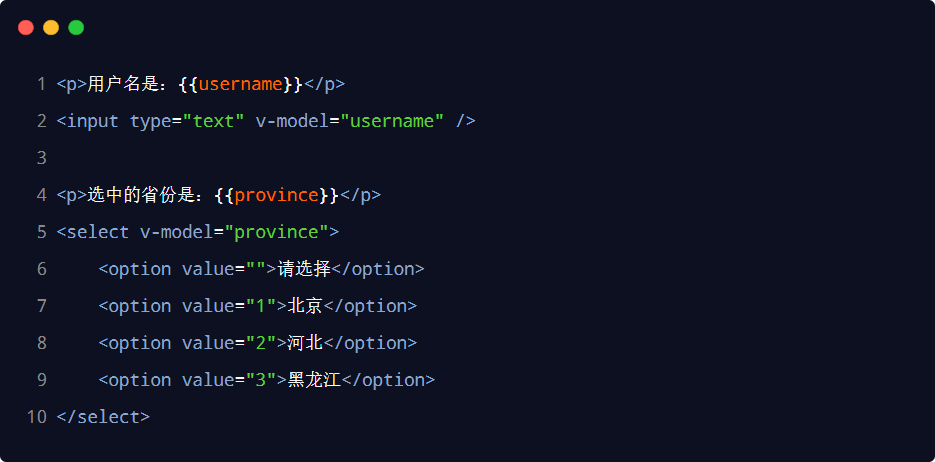 1 <p>用户名是：{{username}}</p>
2 <input type="text" v-model="username" />
3
4 <p>选中的省份是：{{province}}</p>
5 <select v-model="province">
6     <option value="">请选择</option>
7     <option value="1">北京</option>
8     <option value="2">河北</option>
9     <option value="3">黑龙江</option>
10 </select>